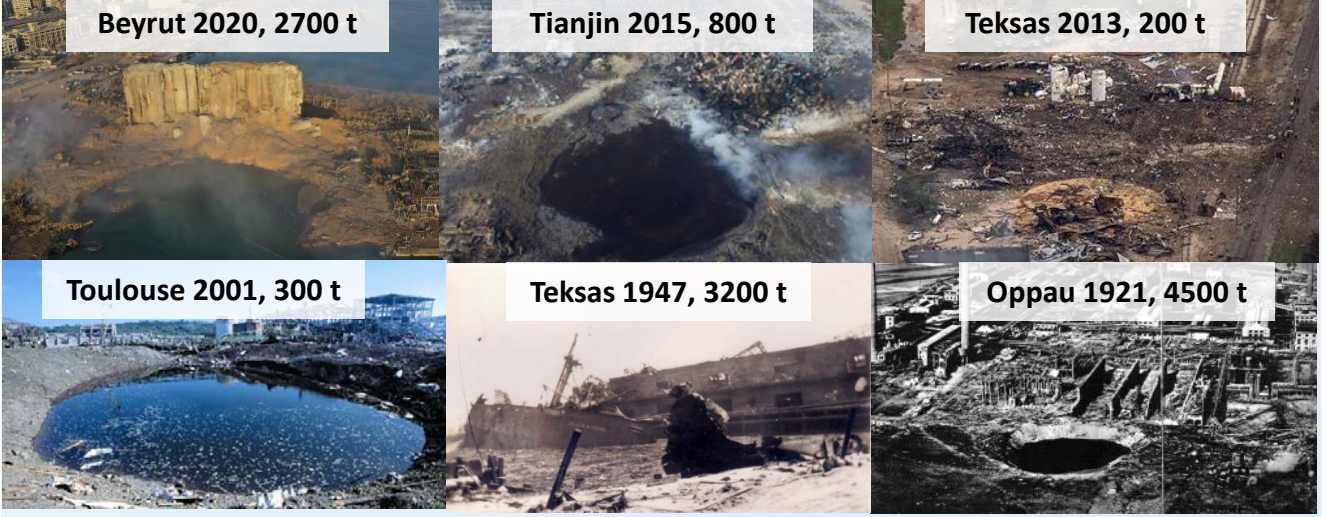 Beyrut 2020, 2700 t
Tianjin 2015, 800 t
Teksas 2013, 200 t
Toulouse 2001, 300 t
Teksas 1947, 3200 t
Oppau 1921, 4500 t